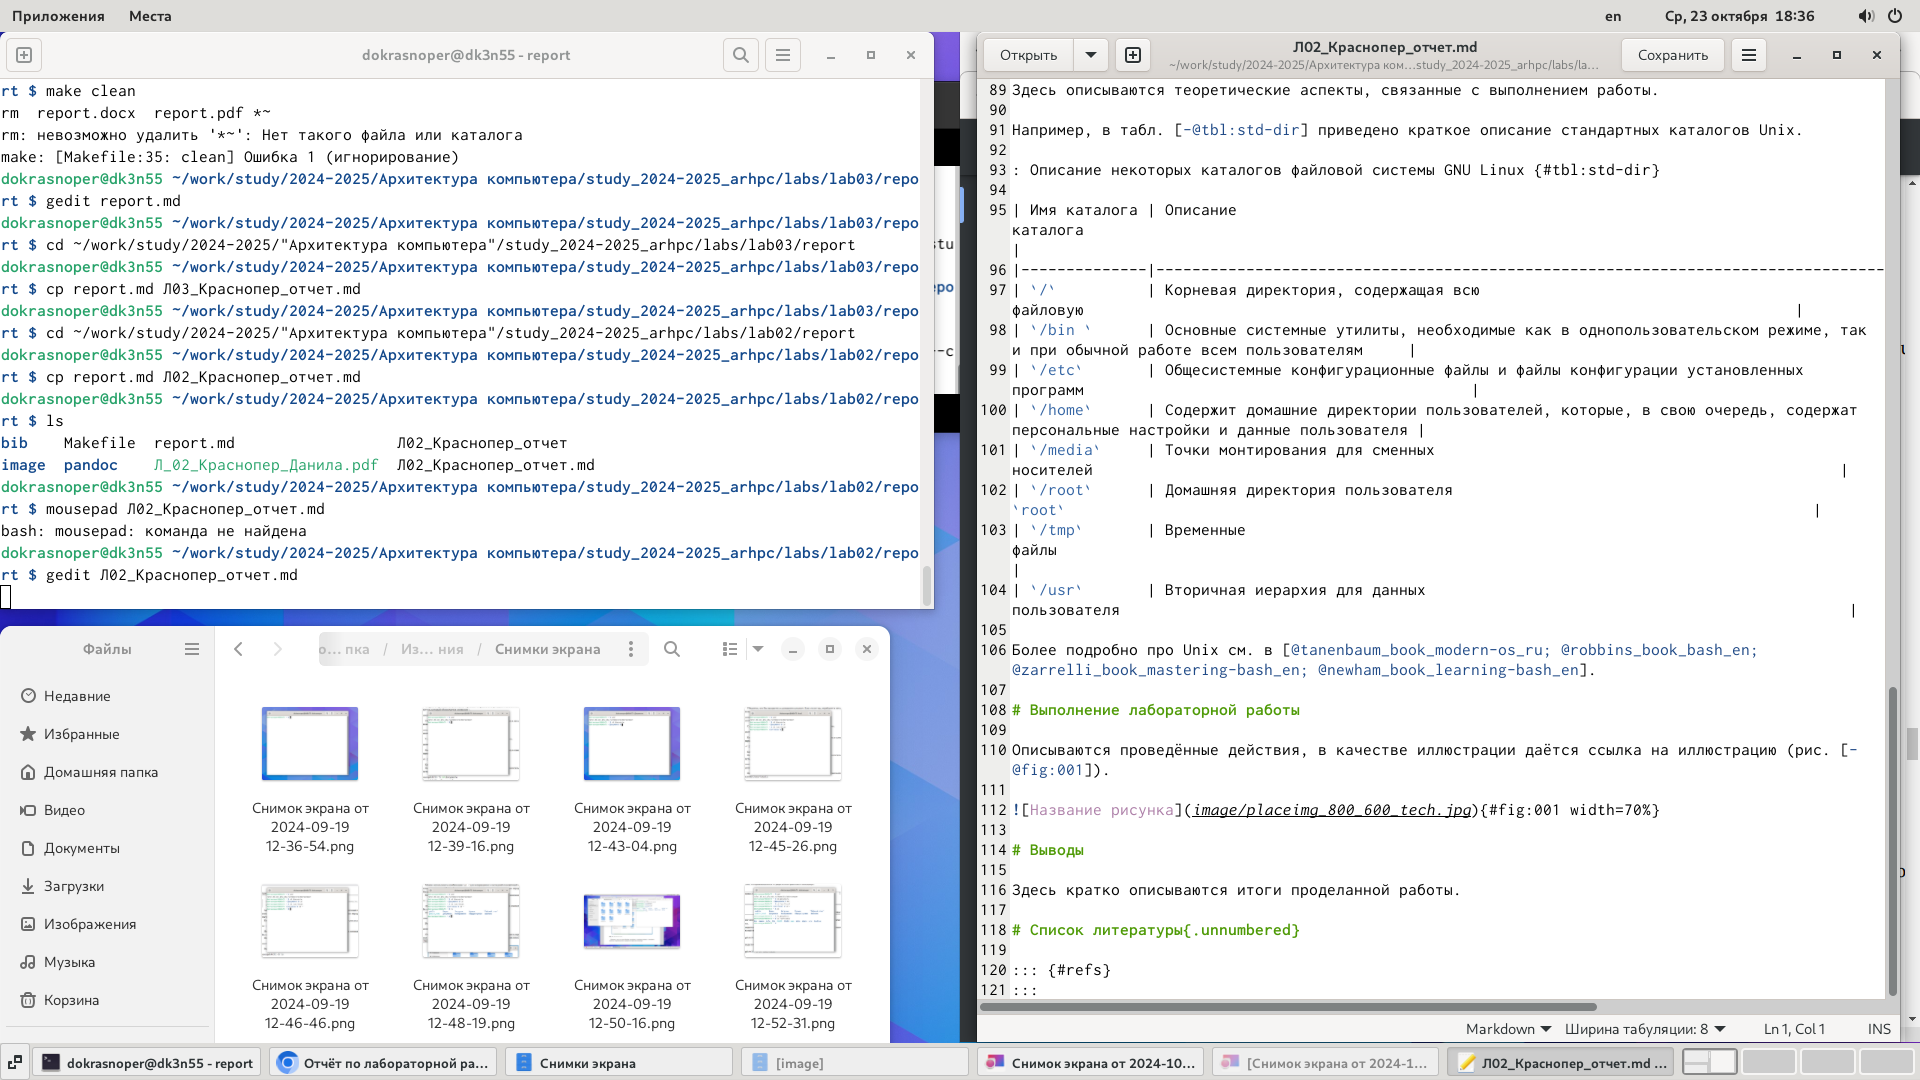 Приложения Места en Ср, 23 октября 18:36
dokrasnoper@dk3n55 - report
rt $ make clean
rm report.docx report.pdf *~
rm: невозможно удалить '*~': Нет такого файла или каталога
make: [Makefile:35: clean] Ошибка 1 (игнорирование)
dokrasnoper@dk3n55 ~/work/study/2024-2025/Архитектура компьютера/study_2024-2025_arhpc/labs/lab03/repo
rt $ gedit report.md
dokrasnoper@dk3n55 ~/work/study/2024-2025/Архитектура компьютера/study_2024-2025_arhpc/labs/lab03/repo
rt $ cd ~/work/study/2024-2025/"Архитектура компьютера"/study_2024-2025_arhpc/labs/lab03/report
dokrasnoper@dk3n55 ~/work/study/2024-2025/Архитектура компьютера/study_2024-2025_arhpc/labs/lab03/repo
rt $ cp report.md Л03_Краснопер_отчет.md
dokrasnoper@dk3n55 ~/work/study/2024-2025/Архитектура компьютера/study_2024-2025_arhpc/labs/lab03/repo
rt $ cd ~/work/study/2024-2025/"Архитектура компьютера"/study_2024-2025_arhpc/labs/lab02/report
dokrasnoper@dk3n55 ~/work/study/2024-2025/Архитектура компьютера/study_2024-2025_arhpc/labs/lab02/repo
rt $ cp report.md Л02_Краснопер_отчет.md
dokrasnoper@dk3n55 ~/work/study/2024-2025/Архитектура компьютера/study_2024-2025_arhpc/labs/lab02/repo
rt $ ls
bib Makefile report.md Л02_Краснопер_отчет
image pandoc Л_02_Краснопер_Данила.pdf Л02_Краснопер_отчет.md
dokrasnoper@dk3n55 ~/work/study/2024-2025/Архитектура компьютера/study_2024-2025_arhpc/labs/lab02/repo
rt $ mousepad Л02_Краснопер_отчет.md
bash: mousepad: команда не найдена
dokrasnoper@dk3n55 ~/work/study/2024-2025/Архитектура компьютера/study_2024-2025_arhpc/labs/lab02/repo
rt $ gedit Л02_Краснопер_отчет.md
Файлы
о… пка / Из… ния / Снимки экрана
Недавние
Избранные
Домашняя папка
Видео
Документы
Загрузки
Изображения
Музыка
Корзина
Снимок экрана от 2024-09-19 12-36-54.png
Снимок экрана от 2024-09-19 12-39-16.png
Снимок экрана от 2024-09-19 12-43-04.png
Снимок экрана от 2024-09-19 12-45-26.png
Снимок экрана от 2024-09-19 12-46-46.png
Снимок экрана от 2024-09-19 12-48-19.png
Снимок экрана от 2024-09-19 12-50-16.png
Снимок экрана от 2024-09-19 12-52-31.png
Открыть
Л02_Краснопер_отчет.md
~/work/study/2024-2025/Архитектура ком…study_2024-2025_arhpc/labs/la…
Сохранить
89 Здесь описываются теоретические аспекты, связанные с выполнением работы.
90
91 Например, в табл. [-@tbl:std-dir] приведено краткое описание стандартных каталогов Unix.
92
93 : Описание некоторых каталогов файловой системы GNU Linux {#tbl:std-dir}
94
95 | Имя каталога | Описание
каталога
|
96 |--------------|---------------------------------------------------------------------------------
97 | `/` | Корневая директория, содержащая всю
файловую |
98 | `/bin ` | Основные системные утилиты, необходимые как в однопользовательском режиме, так
и при обычной работе всем пользователям |
99 | `/etc` | Общесистемные конфигурационные файлы и файлы конфигурации установленных
программ |
100 | `/home` | Содержит домашние директории пользователей, которые, в свою очередь, содержат
персональные настройки и данные пользователя |
101 | `/media` | Точки монтирования для сменных
носителей |
102 | `/root` | Домашняя директория пользователя
`root` |
103 | `/tmp` | Временные
файлы
|
104 | `/usr` | Вторичная иерархия для данных
пользователя |
105
106 Более подробно про Unix см. в [@tanenbaum_book_modern-os_ru; @robbins_book_bash_en;
@zarrelli_book_mastering-bash_en; @newham_book_learning-bash_en].
107
108 # Выполнение лабораторной работы
109
110 Описываются проведённые действия, в качестве иллюстрации даётся ссылка на иллюстрацию (рис. [-
@fig:001]).
111
112 ![Название рисунка](image/placeimg_800_600_tech.jpg){#fig:001 width=70%}
113
114 # Выводы
115
116 Здесь кратко описываются итоги проделанной работы.
117
118 # Список литературы{.unnumbered}
119
120 ::: {#refs}
121 :::
Markdown Ширина табуляции: 8 Ln 1, Col 1 INS
dokrasnoper@dk3n55 - report
Отчёт по лабораторной ра…
Снимки экрана
[image]
Снимок экрана от 2024-10…
[Снимок экрана от 2024-1…
Л02_Краснопер_отчет.md …